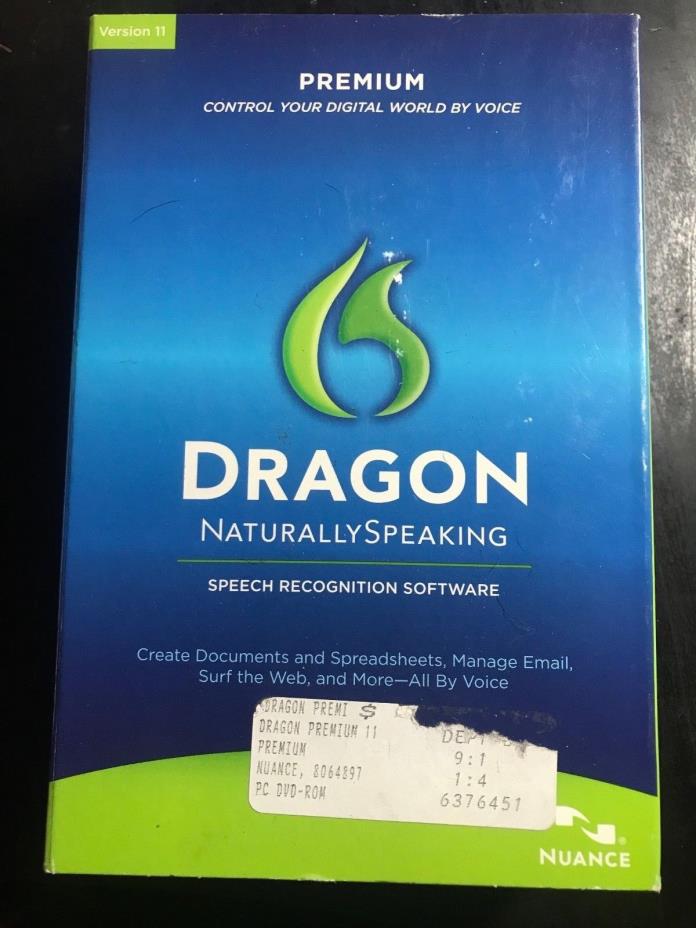 Version 11
PREMIUM
CONTROL YOUR DIGITAL WORLD BY VOICE
DRAGON
NATURALLYSPEAKING
SPEECH RECOGNITION SOFTWARE
Create Documents and Spreadsheets, Manage Email,
Surf the Web, and More—All By Voice
DRAGON PREMI $
DRAGON PREMIUM 11
PREMIUM
NUANCE, 8064897
PC DVD-ROM
DEPT
9:1
1:4
6376451
NUANCE